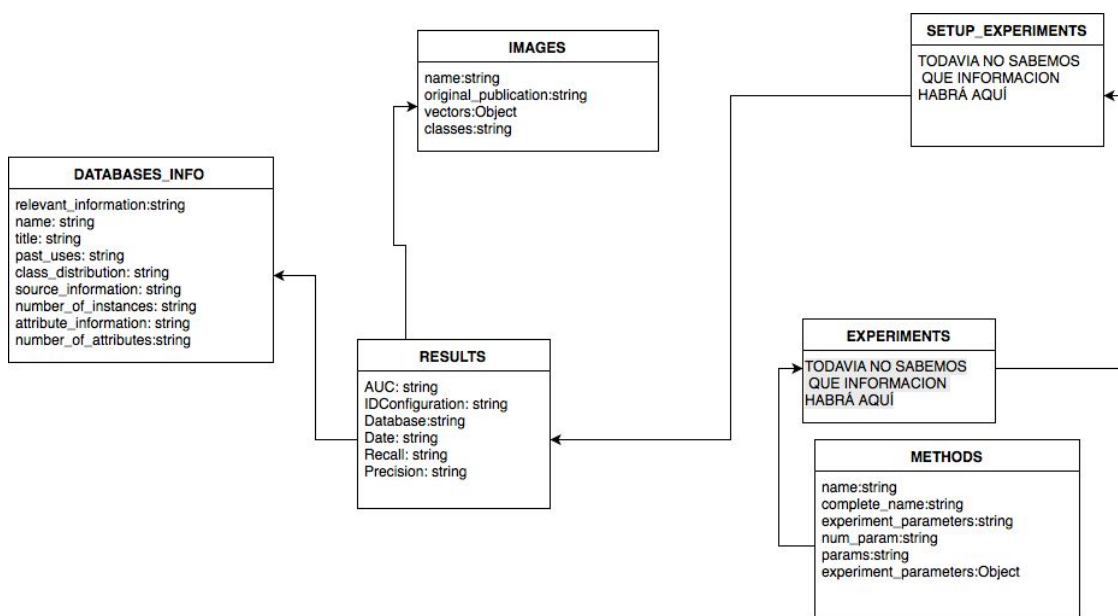 IMAGES
name:string
original_publication:string
vectors:Object
classes:string
SETUP_EXPERIMENTS
TODAVIA NO SABEMOS
QUE INFORMACION
HABRÁ AQUÍ
DATABASES_INFO
relevant_information:string
name: string
title: string
past_uses: string
class_distribution: string
source_information: string
number_of_instances: string
attribute_information: string
number_of_attributes:string
RESULTS
AUC: string
IDConfiguration: string
Database:string
Date: string
Recall: string
Precision: string
EXPERIMENTS
TODAVIA NO SABEMOS
QUE INFORMACION
HABRÁ AQUÍ
METHODS
name:string
complete_name:string
experiment_parameters:string
num_param:string
params:string
experiment_parameters:Object